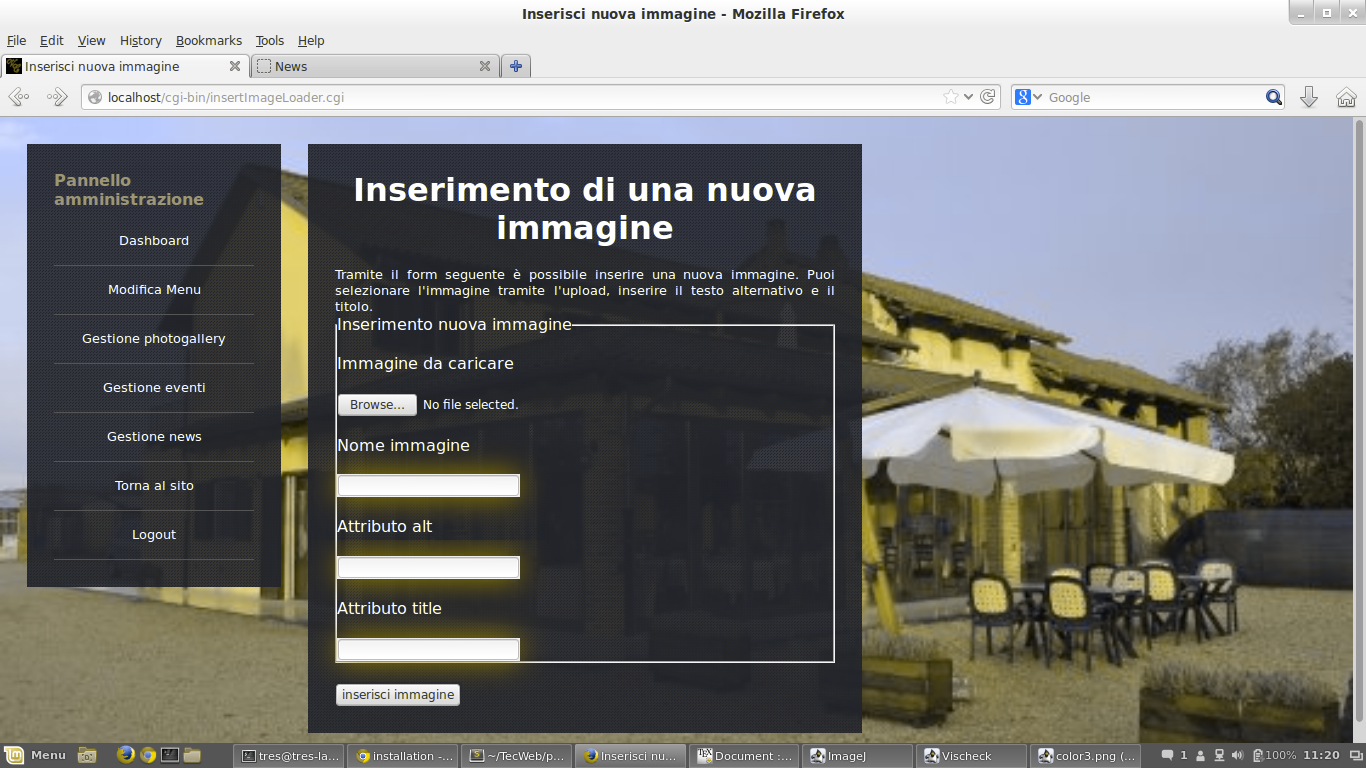 Inserisci nuova immagine - Mozilla Firefox
File Edit View History Bookmarks Tools Help
Inserisci nuova immagine
News
localhost/cgi-bin/insertImageLoader.cgi
Google
Pannello
amministrazione
Dashboard
Modifica Menu
Gestione photogallery
Gestione eventi
Gestione news
Torna al sito
Logout
Inserimento di una nuova
immagine
Tramite il form seguente è possibile inserire una nuova immagine. Puoi
selezionare l'immagine tramite l'upload, inserire il testo alternativo e il
titolo.
Inserimento nuova immagine
Immagine da caricare
Browse... No file selected.
Nome immagine
Attributo alt
Attributo title
inserisci immagine
Menu
tres@tres-la...
installation -...
~/TecWeb/p...
Inserisci nu...
Document :...
ImageJ
Vischeck
color3.png (...
1
100%
11:20